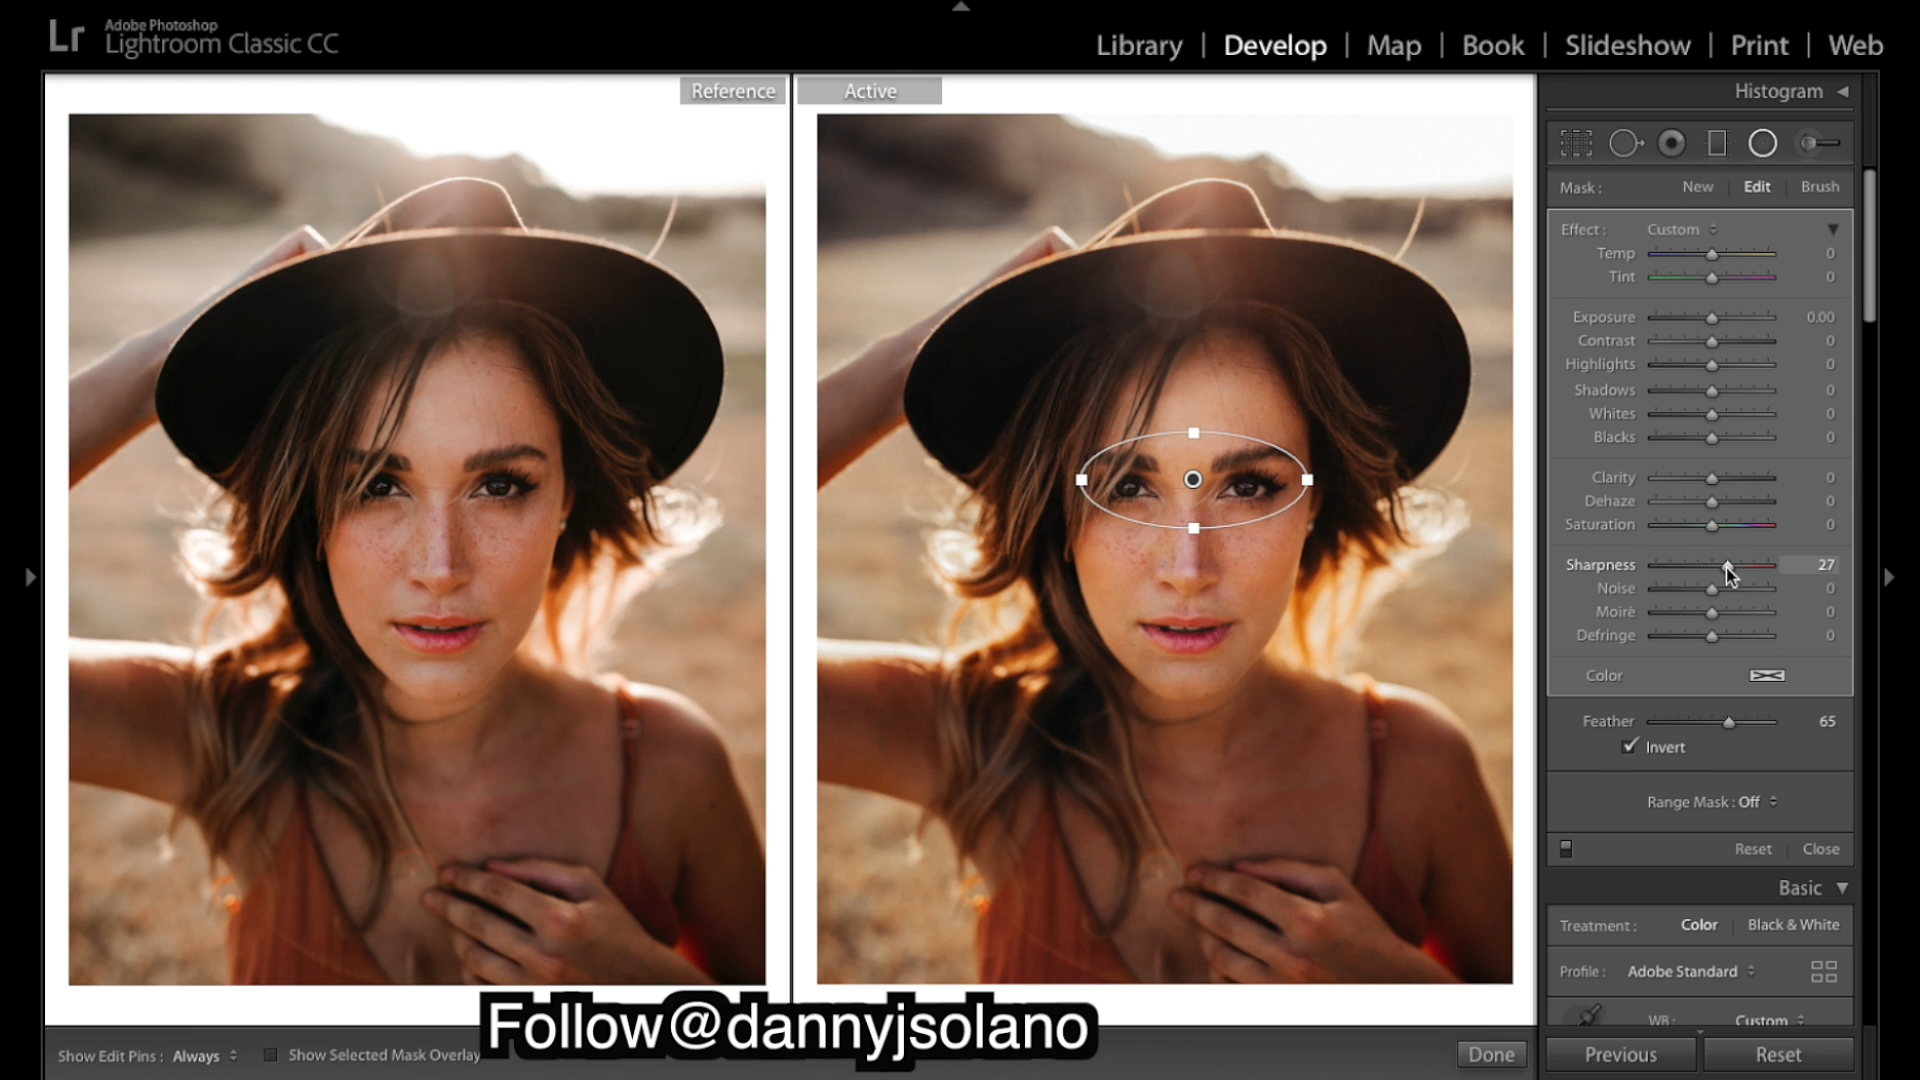 Lr Adobe Photoshop
Lightroom Classic CC
Library | Develop | Map | Book | Slideshow | Print | Web
Reference
Active
Histogram
Mask : New | Edit | Brush
Effect : Custom
Temp 0
Tint 0
Exposure 0.00
Contrast 0
Highlights 0
Shadows 0
Whites 0
Blacks 0
Clarity 0
Dehaze 0
Saturation 0
Sharpness 27
Noise 0
Moiré 0
Defringe 0
Color
Feather 65
Invert
Range Mask : Off
Reset | Close
Basic
Treatment : Color | Black & White
Profile : Adobe Standard
WB : Custom
Follow@dannyjsolano
Show Edit Pins : Always
Show Selected Mask Overlay
Done
Previous
Reset